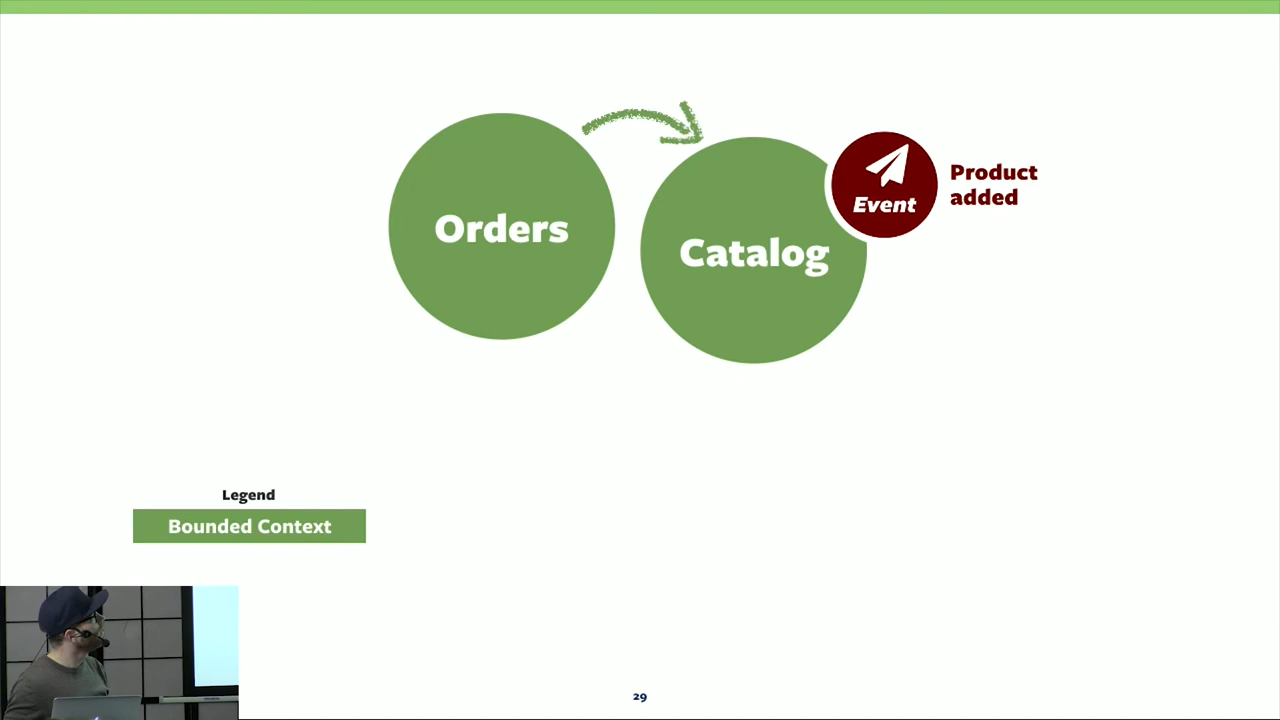 Orders
Catalog
Event
Product
added
Legend
Bounded Context
29